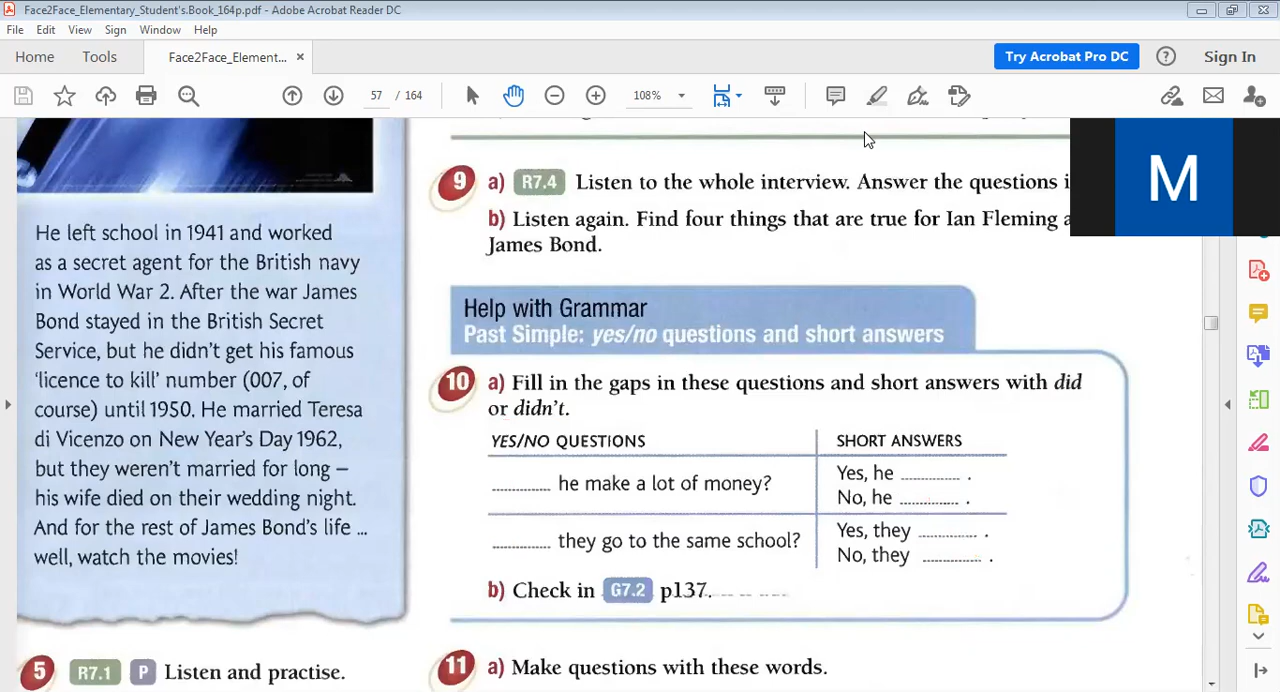 Face2Face_Elementary_Student's.Book_164p.pdf - Adobe Acrobat Reader DC
File Edit View Sign Window Help
Home Tools Face2Face_Element... × Try Acrobat Pro DC ? Sign In
57 / 164 108%
M
He left school in 1941 and worked
as a secret agent for the British navy
in World War 2. After the war James
Bond stayed in the British Secret
Service, but he didn't get his famous
'licence to kill' number (007, of
course) until 1950. He married Teresa
di Vicenzo on New Year's Day 1962,
but they weren't married for long –
his wife died on their wedding night.
And for the rest of James Bond's life ...
well, watch the movies!
5 R7.1 P Listen and practise.
9 a) R7.4 Listen to the whole interview. Answer the questions i
b) Listen again. Find four things that are true for Ian Fleming a
James Bond.
Help with Grammar
Past Simple: yes/no questions and short answers
10 a) Fill in the gaps in these questions and short answers with did
or didn't.
YES/NO QUESTIONS SHORT ANSWERS
............ he make a lot of money? Yes, he ............ .
No, he ............ .
............ they go to the same school? Yes, they ............ .
No, they ............ .
b) Check in G7.2 p137.
11 a) Make questions with these words.